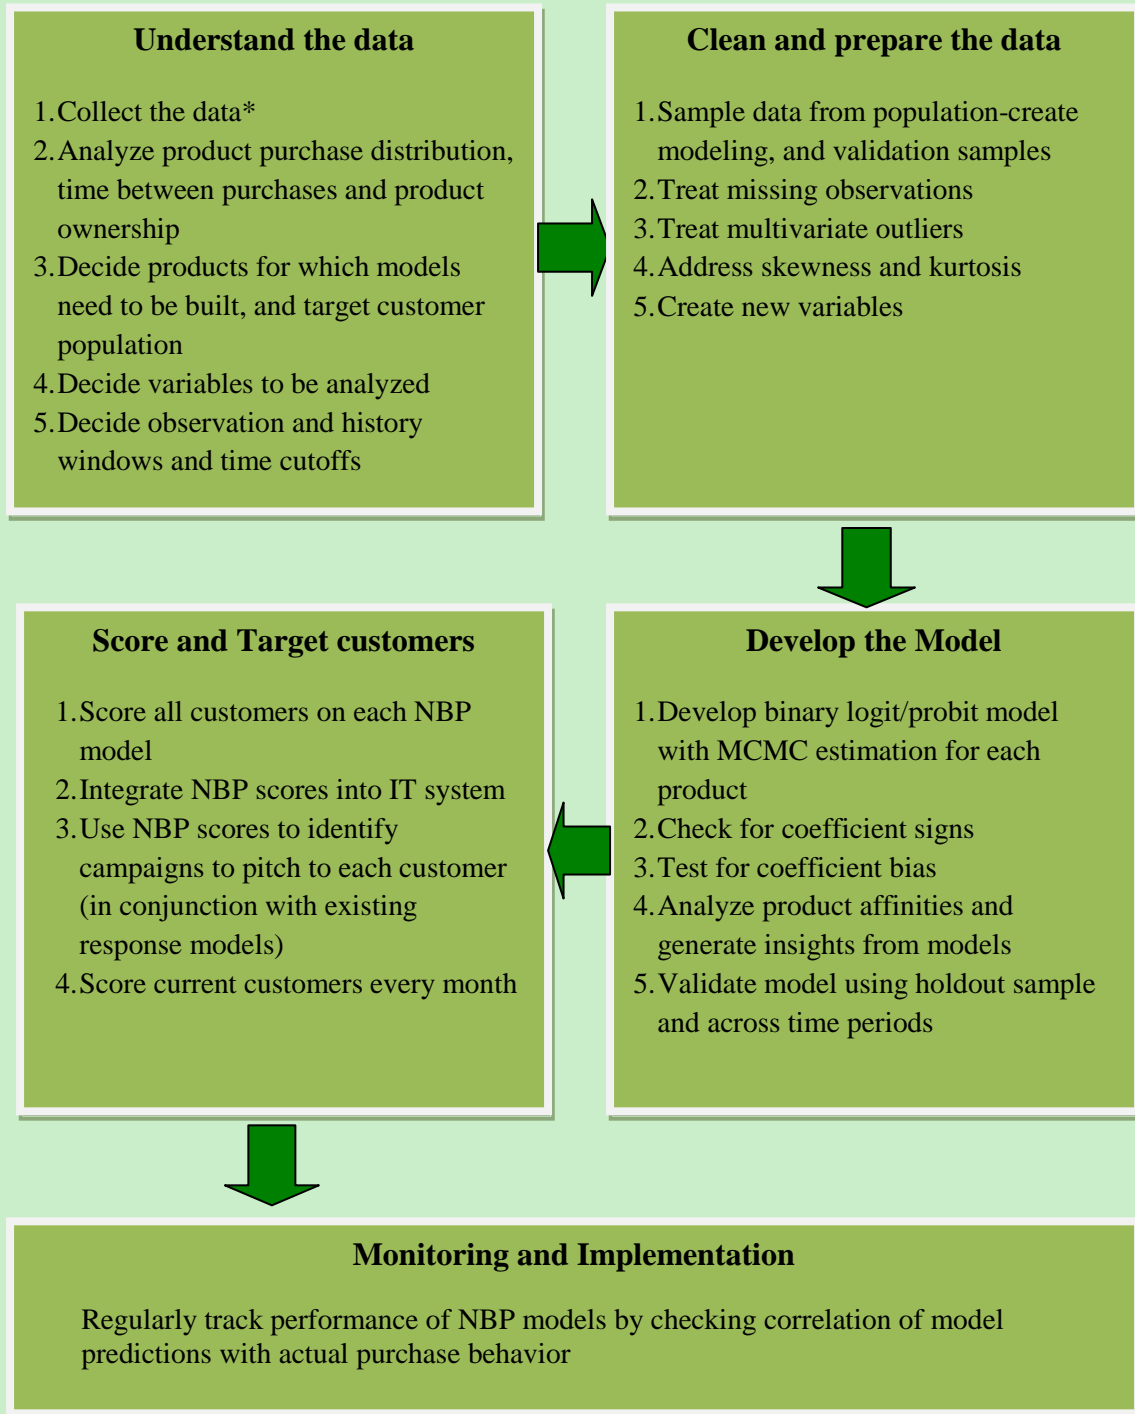 Understand the data
1.Collect the data*
2.Analyze product purchase distribution,
time between purchases and product
ownership
3.Decide products for which models
need to be built, and target customer
population
4.Decide variables to be analyzed
5.Decide observation and history
windows and time cutoffs
Clean and prepare the data
1.Sample data from population-create
modeling, and validation samples
2.Treat missing observations
3.Treat multivariate outliers
4.Address skewness and kurtosis
5.Create new variables
Develop the Model
1.Develop binary logit/probit model
with MCMC estimation for each
product
2.Check for coefficient signs
3.Test for coefficient bias
4.Analyze product affinities and
generate insights from models
5.Validate model using holdout sample
and across time periods
Score and Target customers
1.Score all customers on each NBP
model
2.Integrate NBP scores into IT system
3.Use NBP scores to identify
campaigns to pitch to each customer
(in conjunction with existing
response models)
4.Score current customers every month
Monitoring and Implementation
Regularly track performance of NBP models by checking correlation of model
predictions with actual purchase behavior